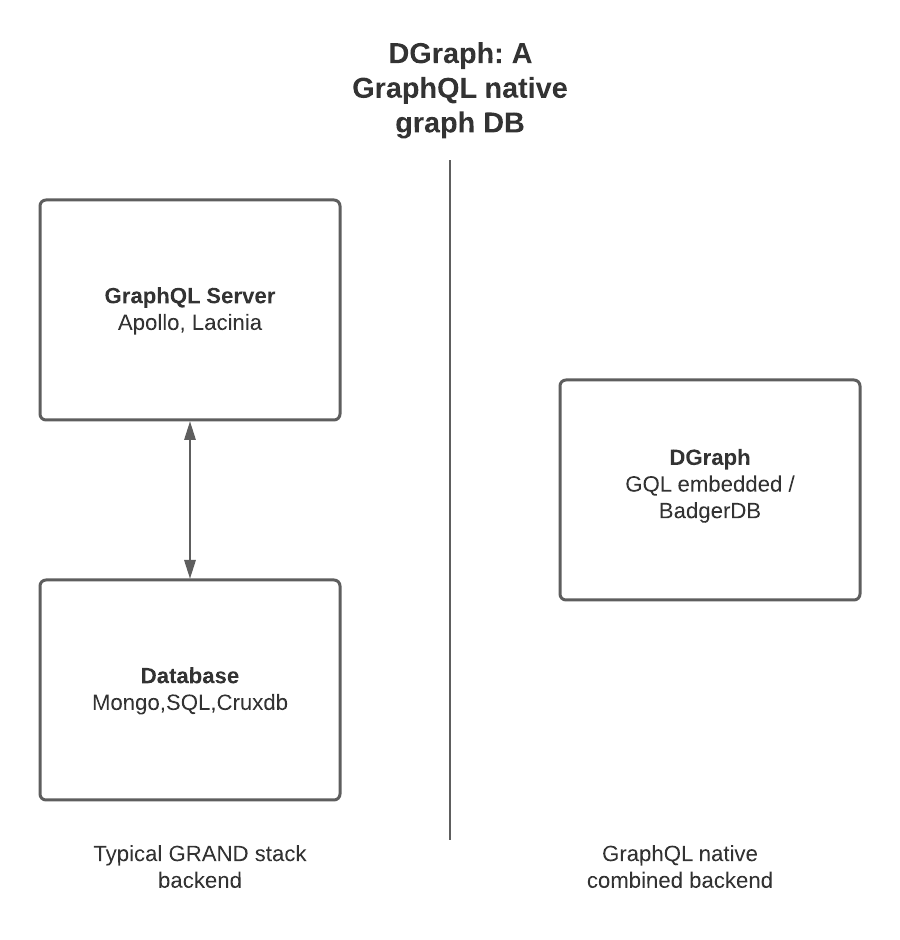 DGraph: A
GraphQL native
graph DB
GraphQL Server
Apollo, Lacinia
Database
Mongo,SQL,Cruxdb
Typical GRAND stack
backend
DGraph
GQL embedded /
BadgerDB
GraphQL native
combined backend